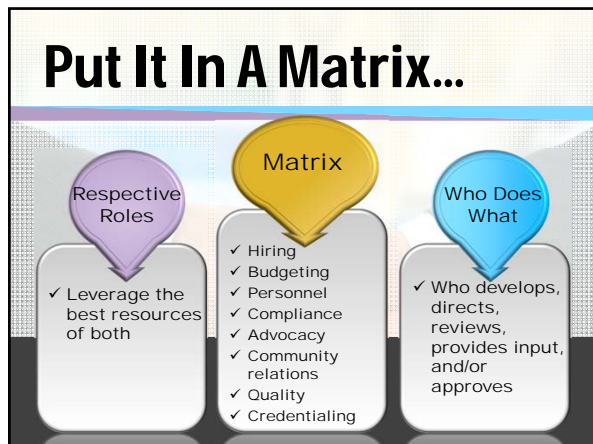 Put It In A Matrix...
Respective
Roles
✓ Leverage the
best resources
of both
Matrix
✓ Hiring
✓ Budgeting
✓ Personnel
✓ Compliance
✓ Advocacy
✓ Community
relations
✓ Quality
✓ Credentialing
Who Does
What
✓ Who develops,
directs,
reviews,
provides input,
and/or
approves